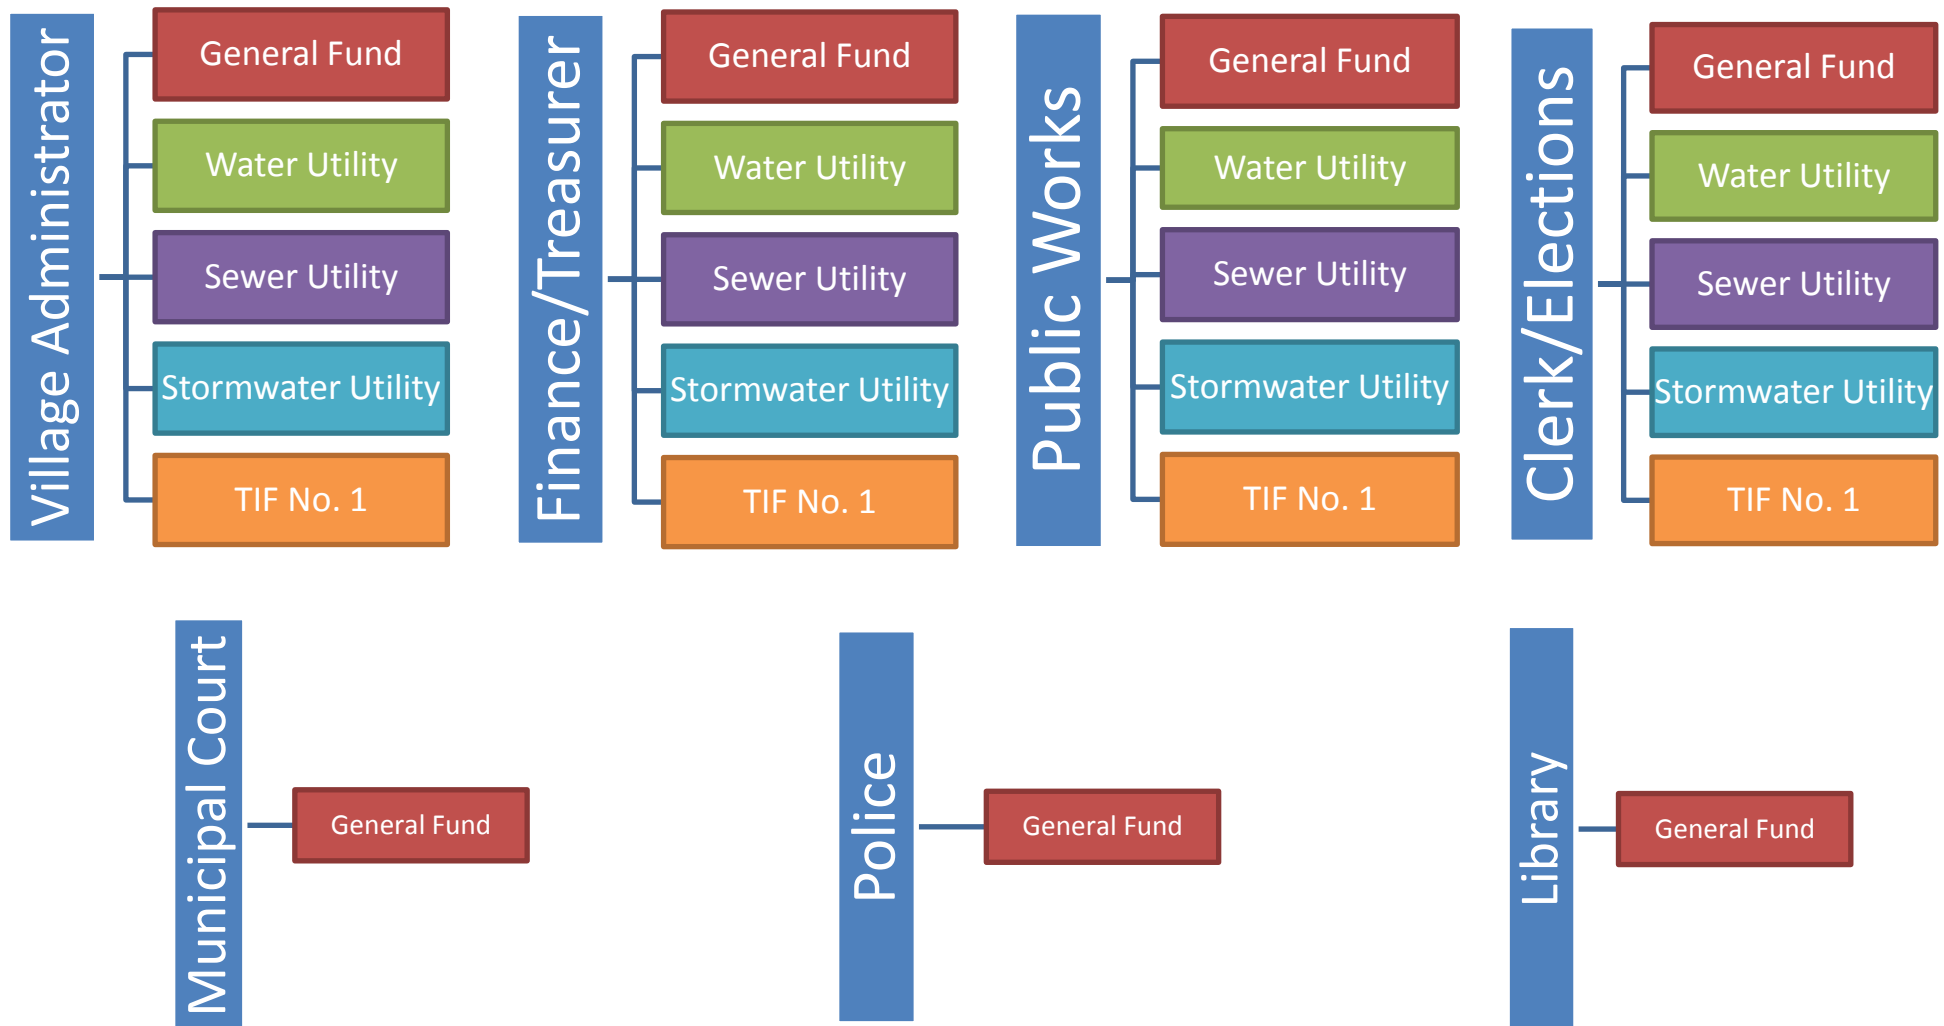 Village Administrator
General Fund
Water Utility
Sewer Utility
Stormwater Utility
TIF No. 1
Finance/Treasurer
General Fund
Water Utility
Sewer Utility
Stormwater Utility
TIF No. 1
Public Works
General Fund
Water Utility
Sewer Utility
Stormwater Utility
TIF No. 1
Clerk/Elections
General Fund
Water Utility
Sewer Utility
Stormwater Utility
TIF No. 1
Municipal Court
General Fund
Police
General Fund
Library
General Fund